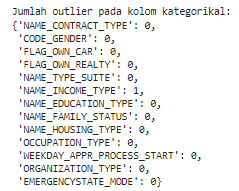 Jumlah outlier pada kolom kategorikal:
{'NAME_CONTRACT_TYPE': 0,
'CODE_GENDER': 0,
'FLAG_OWN_CAR': 0,
'FLAG_OWN_REALTY': 0,
'NAME_TYPE_SUITE': 0,
'NAME_INCOME_TYPE': 1,
'NAME_EDUCATION_TYPE': 0,
'NAME_FAMILY_STATUS': 0,
'NAME_HOUSING_TYPE': 0,
'OCCUPATION_TYPE': 0,
'WEEKDAY_APPR_PROCESS_START': 0,
'ORGANIZATION_TYPE': 0,
'EMERGENCYSTATE_MODE': 0}